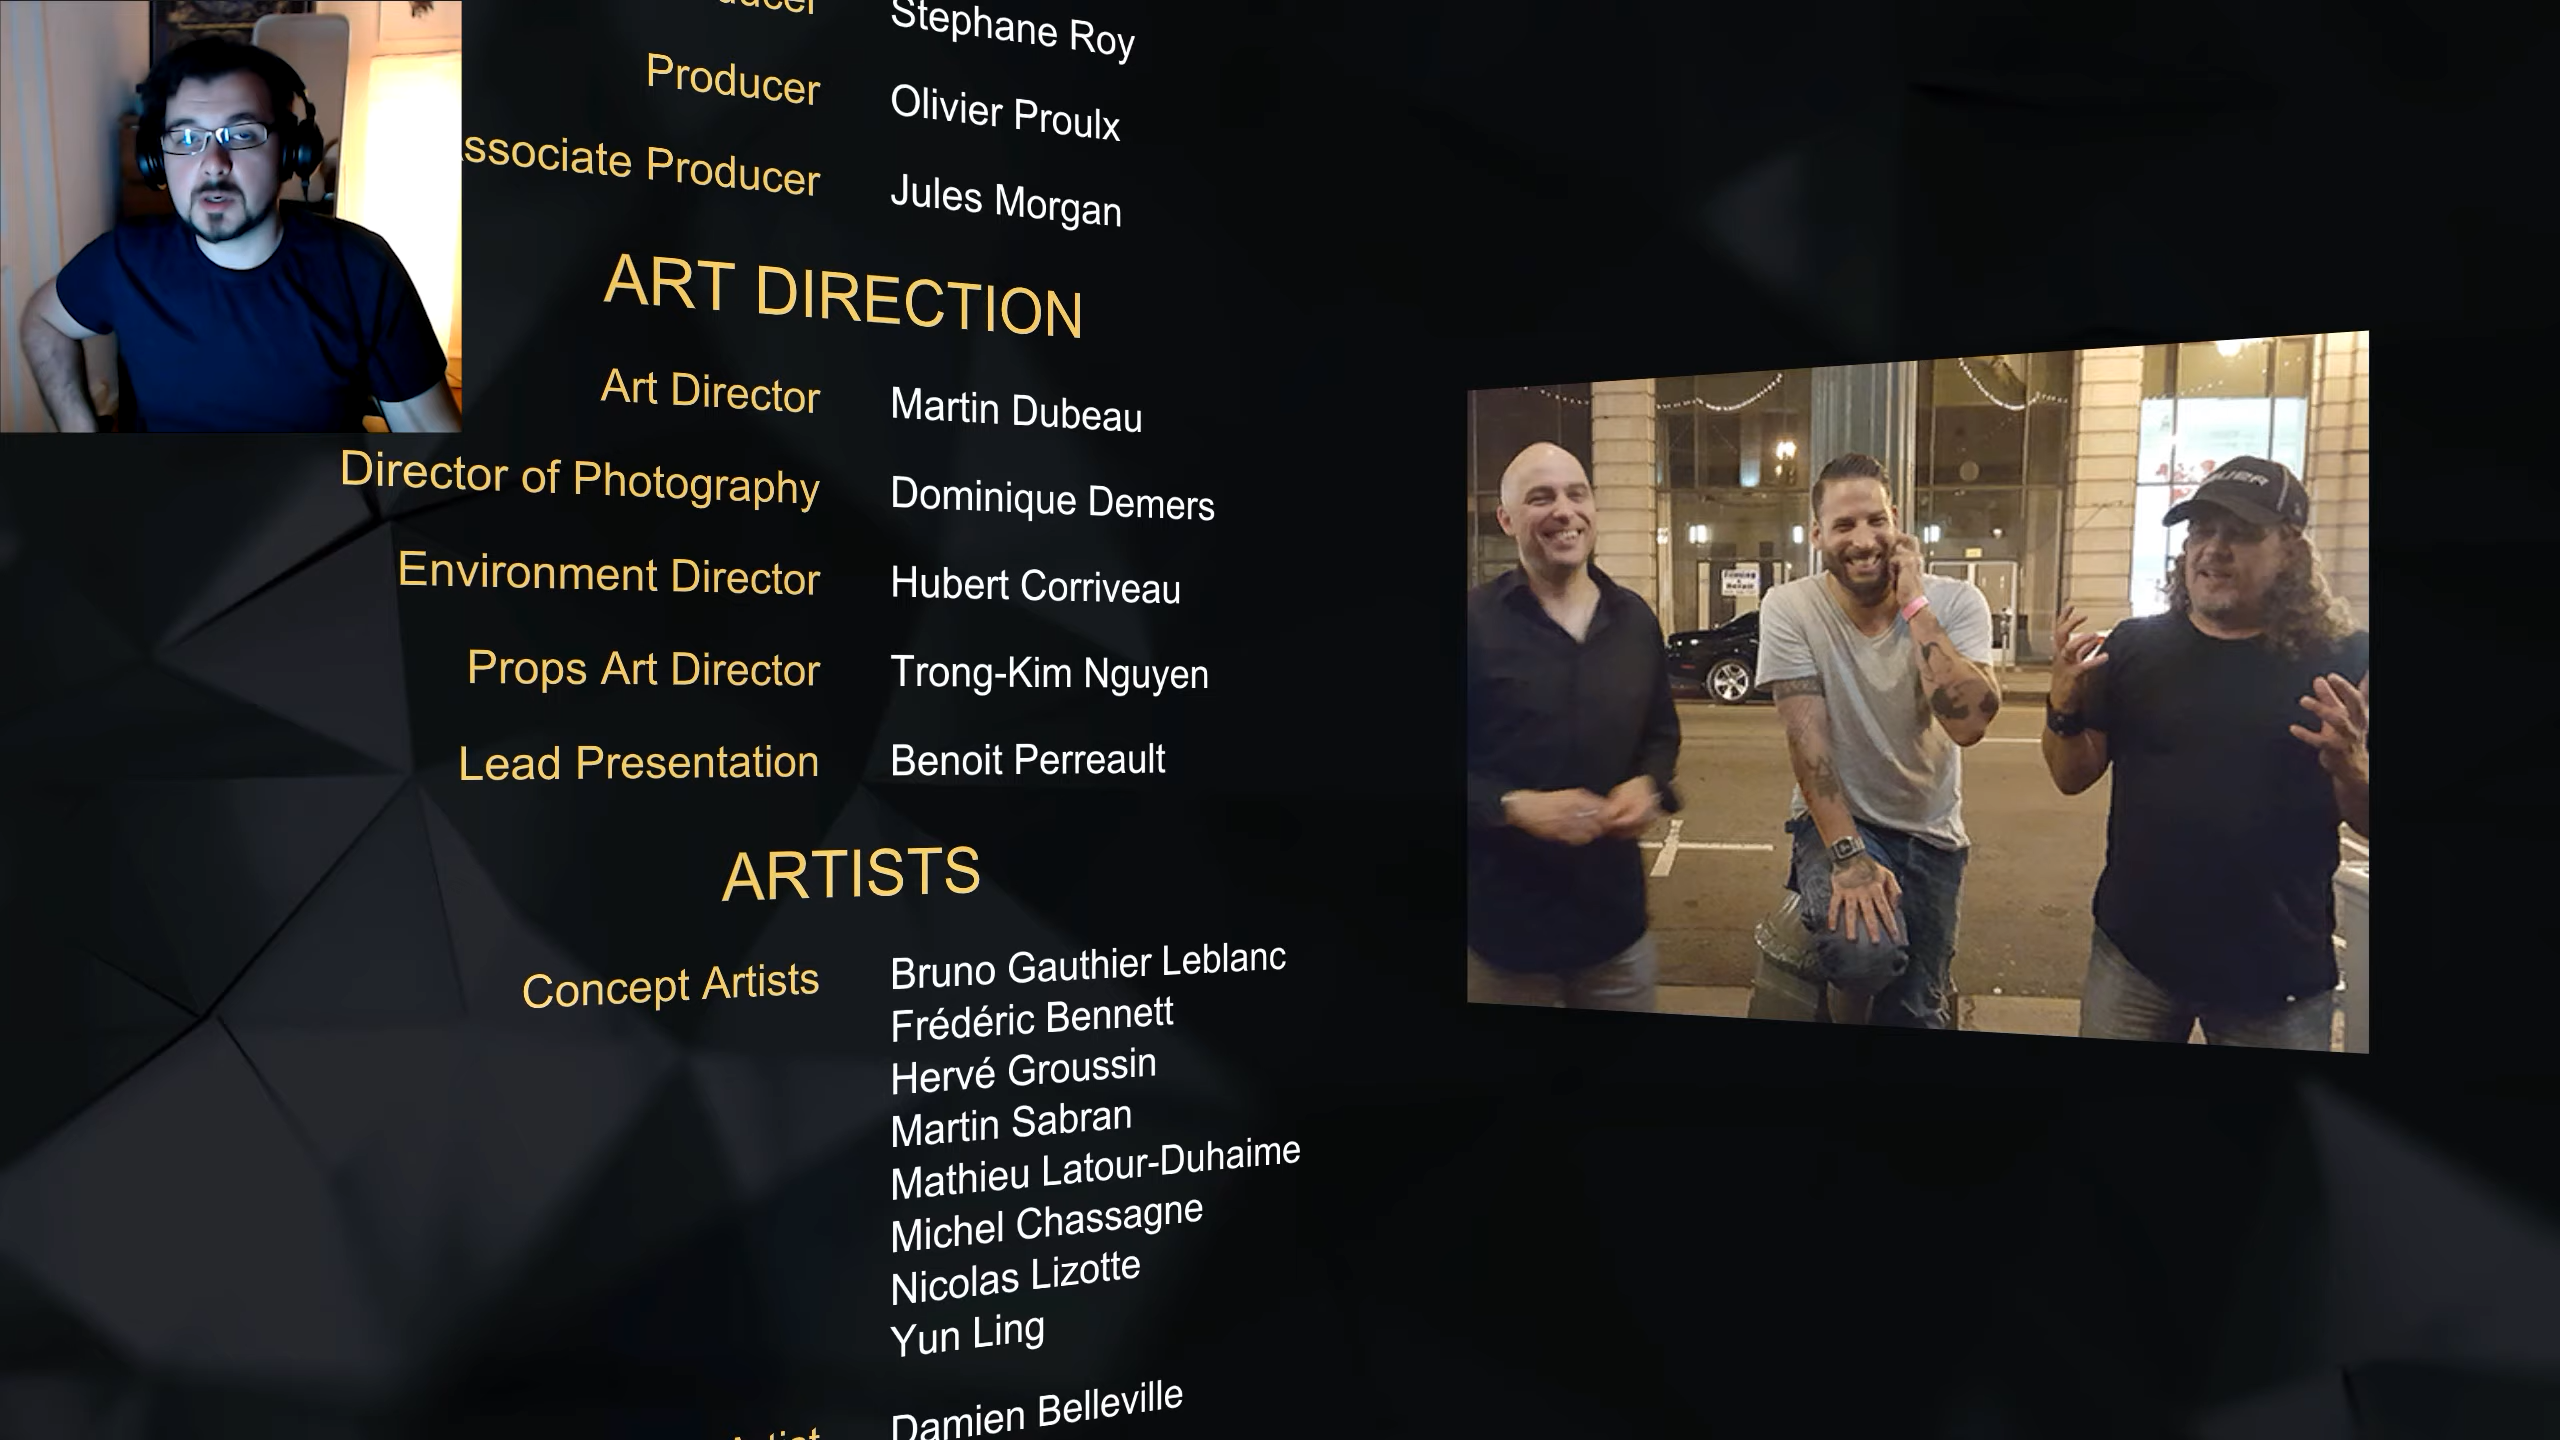 Stephane Roy
Producer Olivier Proulx
ssociate Producer Jules Morgan
ART DIRECTION
Art Director Martin Dubeau
Director of Photography Dominique Demers
Environment Director Hubert Corriveau
Props Art Director Trong-Kim Nguyen
Lead Presentation Benoit Perreault
ARTISTS
Concept Artists Bruno Gauthier Leblanc
Frédéric Bennett
Hervé Groussin
Martin Sabran
Mathieu Latour-Duhaime
Michel Chassagne
Nicolas Lizotte
Yun Ling
Damien Belleville